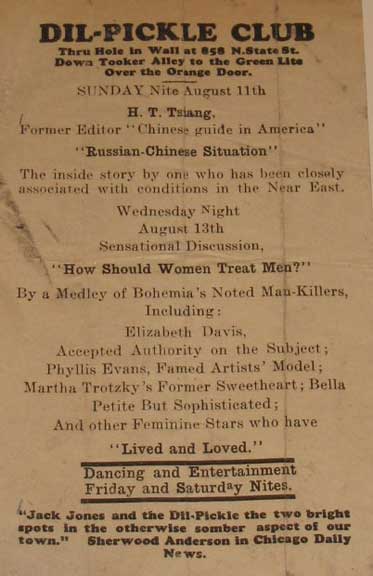 DIL-PICKLE CLUB
Thru Hole in Wall at 858 N.State St.
Down Tooker Alley to the Green Lite
Over the Orange Door.
SUNDAY Nite August 11th
H. T. Tsiang,
Former Editor "Chinese guide in America"
"Russian-Chinese Situation"
The inside story by one who has been closely
associated with conditions in the Near East.
Wednesday Night
August 13th
Sensational Discussion,
"How Should Women Treat Men?"
By a Medley of Bohemia's Noted Man-Killers,
Including:
Elizabeth Davis,
Accepted Authority on the Subject;
Phyllis Evans, Famed Artists' Model;
Martha Trotzky's Former Sweetheart; Bella
Petite But Sophisticated;
And other Feminine Stars who have
"Lived and Loved."
Dancing and Entertainment
Friday and Saturday Nites.
"Jack Jones and the Dil-Pickle the two bright
spots in the otherwise somber aspect of our
town." Sherwood Anderson in Chicago Daily
News.